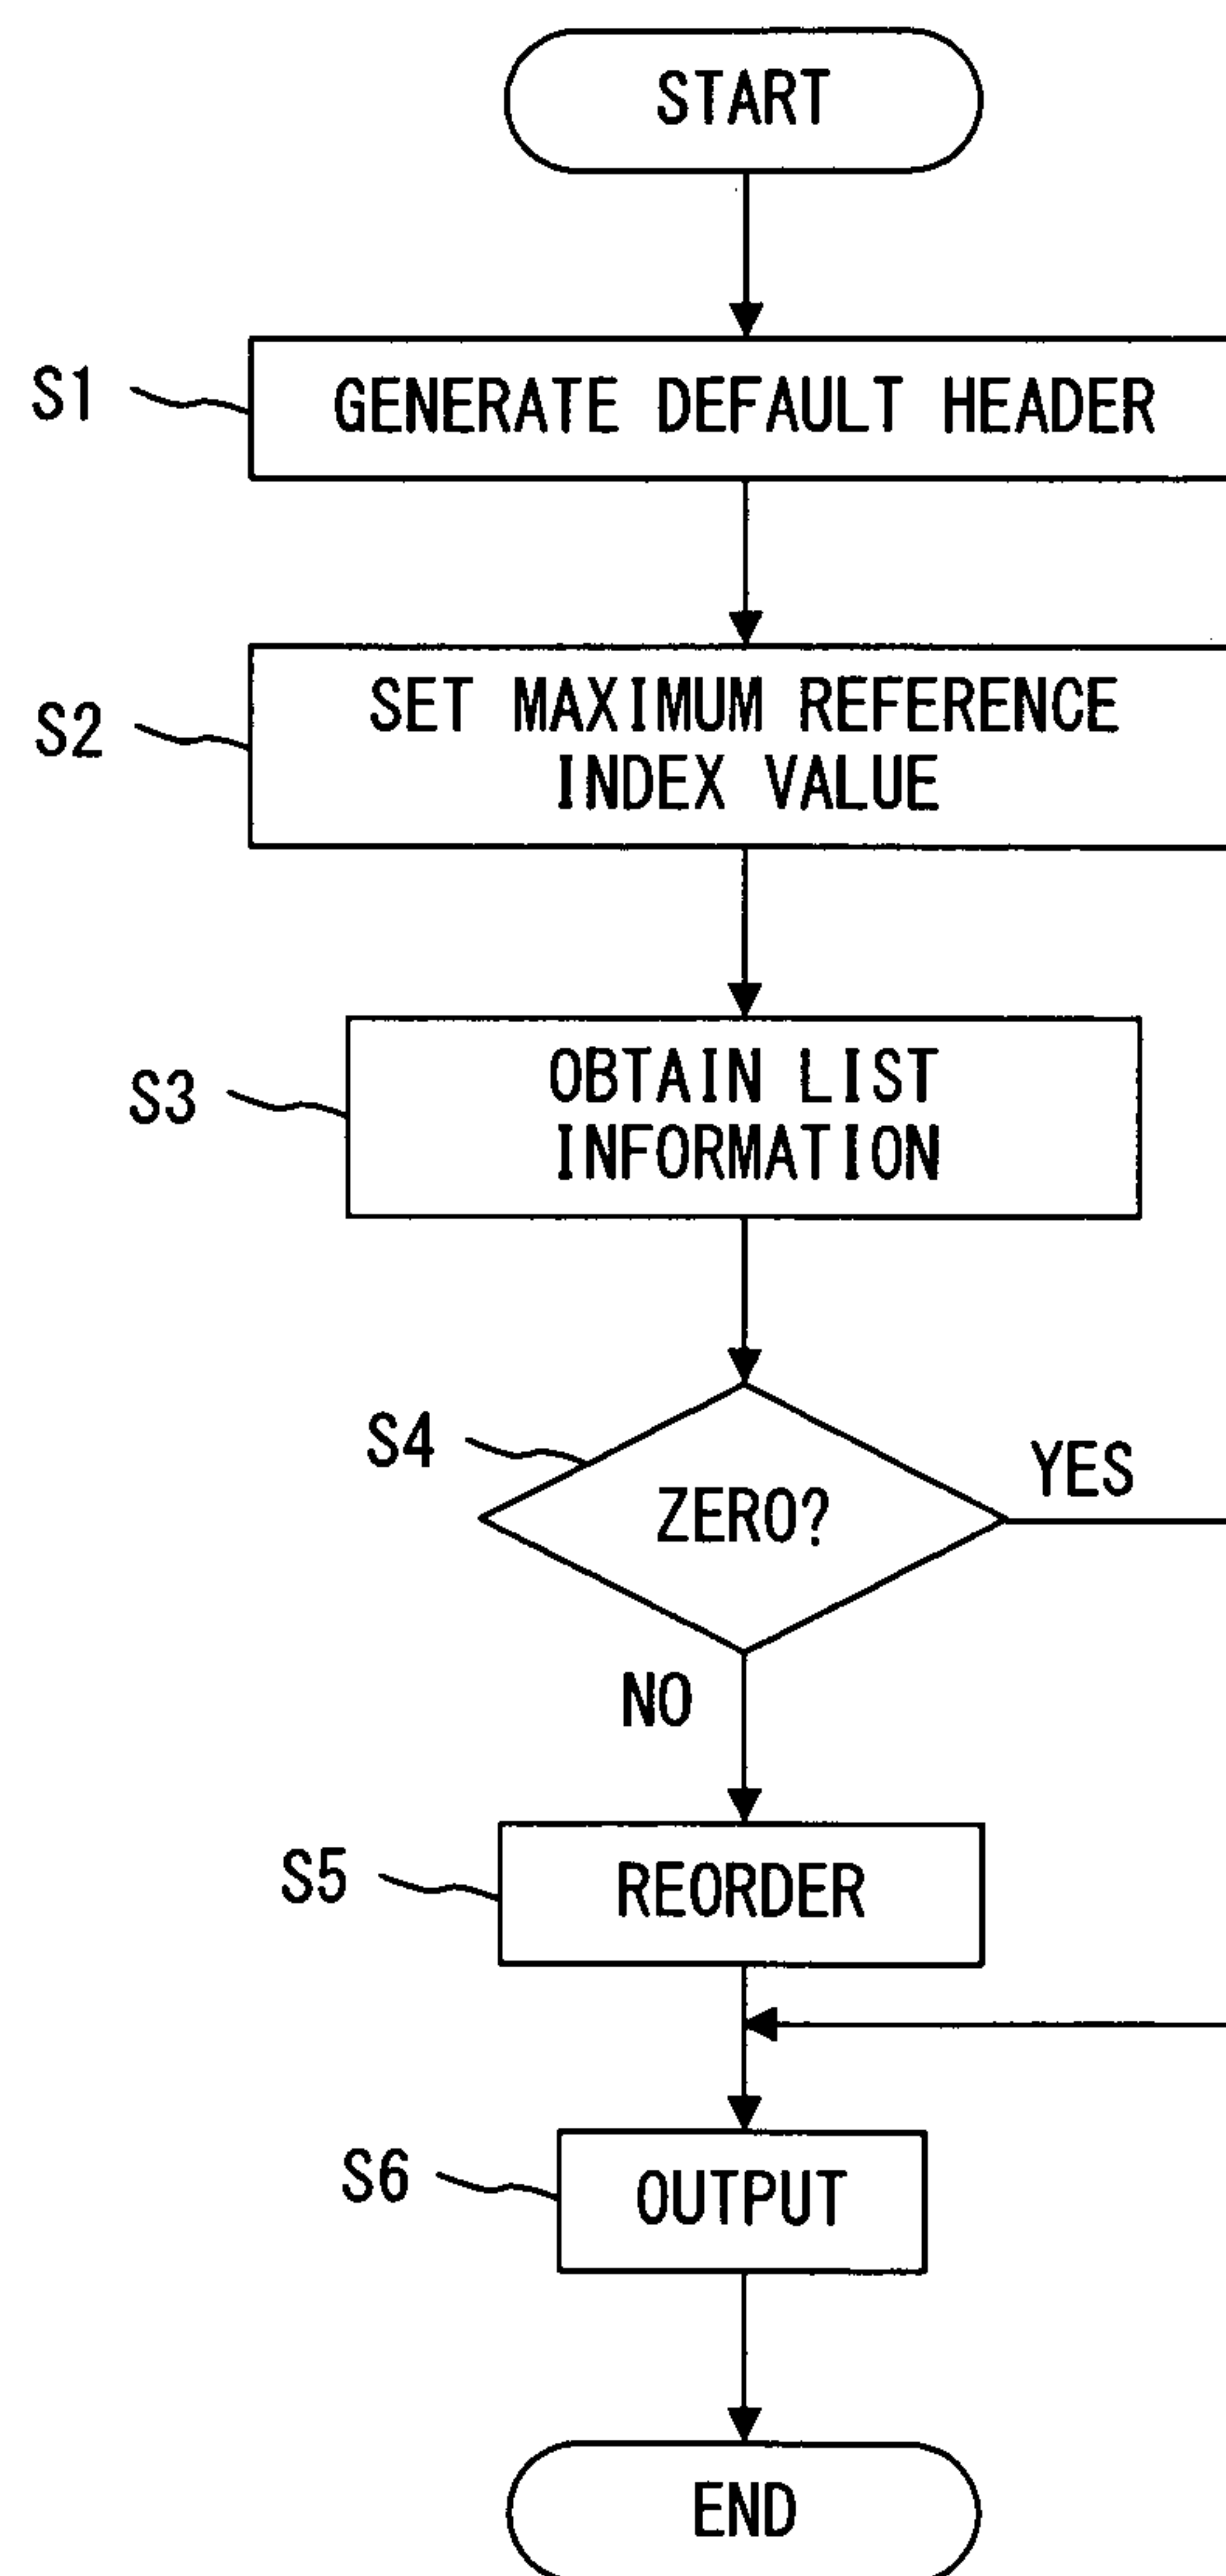 START
S1
GENERATE DEFAULT HEADER
S2
SET MAXIMUM REFERENCE
INDEX VALUE
S3
OBTAIN LIST
INFORMATION
S4
ZERO?
YES
NO
S5
REORDER
S6
OUTPUT
END